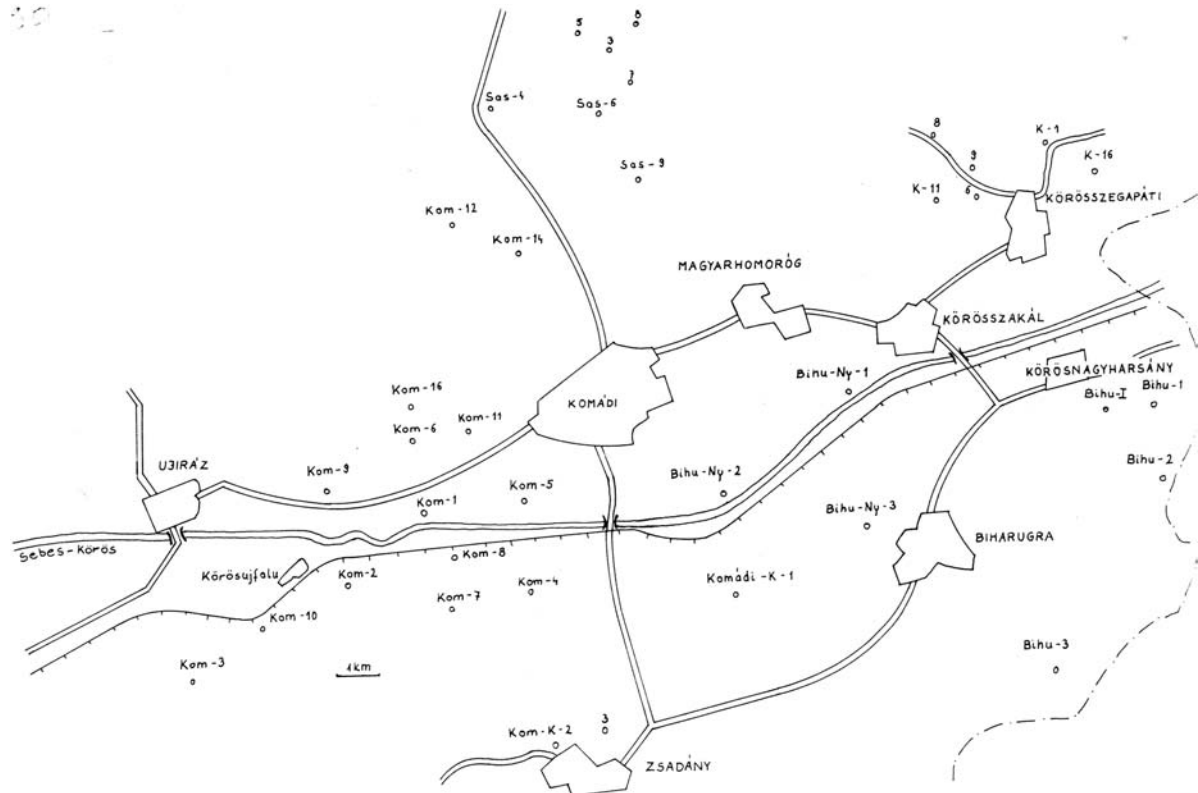 5
8
3
7
Sas-4
Sas-6
Sas-9
8
K-1
9
K-16
K-11
6
KÖRÖSSZEGAPÁTI
Kom-12
Kom-14
MAGYARHOMORÓG
KÖRÖSSZAKÁL
KÖRÖSNAGYHARSÁNY
Bihu-Ny-1
Bihu-1
Bihu-I
Kom-16
KOMÁDI
Kom-11
Kom-6
Bihu-2
UJIRÁZ
Kom-9
Bihu-Ny-2
Kom-5
Kom-1
Bihu-Ny-3
Sebes-Körös
BIHARUGRA
Kom-8
Körösujfalu
Kom-2
Kom-4
Komádi-K-1
Kom-7
Kom-10
Bihu-3
Kom-3
1km
3
Kom-K-2
ZSADÁNY